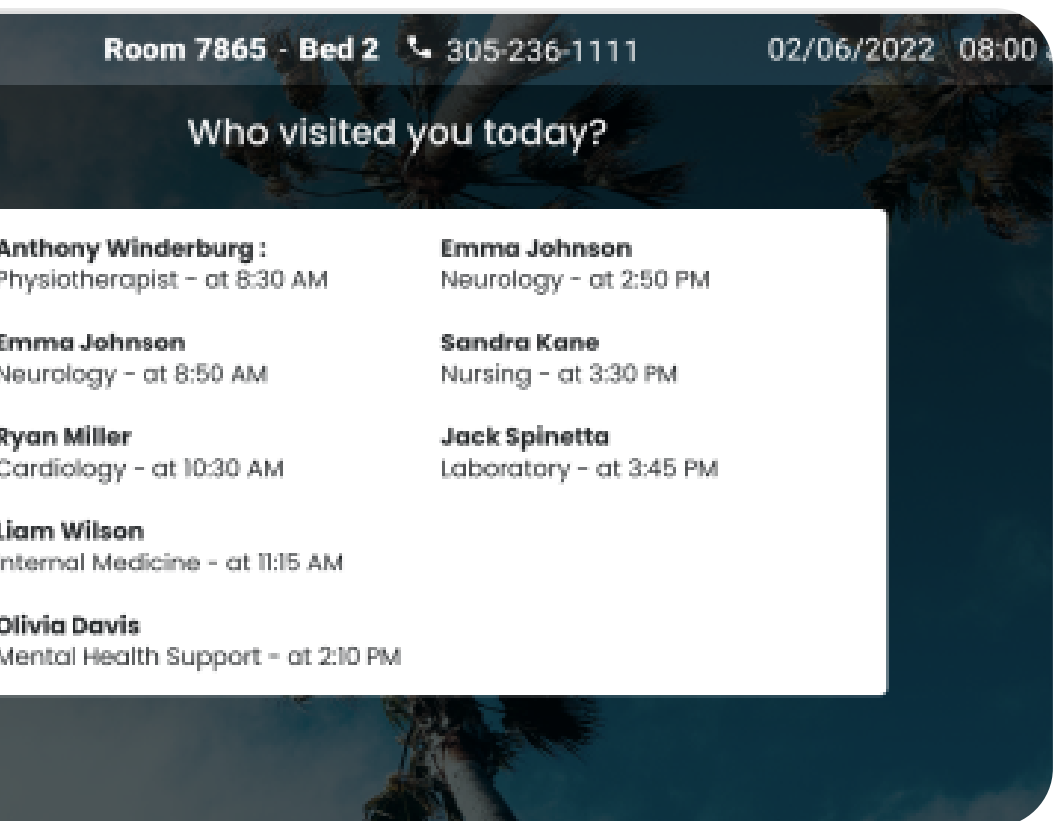 Room 7865 - Bed 2 305-236-1111 02/06/2022 08:00
Who visited you today?
Anthony Winderburg :
Physiotherapist - at 8:30 AM
Emma Johnson
Neurology - at 8:50 AM
Ryan Miller
Cardiology - at 10:30 AM
Liam Wilson
Internal Medicine - at 11:15 AM
Olivia Davis
Mental Health Support - at 2:10 PM
Emma Johnson
Neurology - at 2:50 PM
Sandra Kane
Nursing - at 3:30 PM
Jack Spinetta
Laboratory - at 3:45 PM